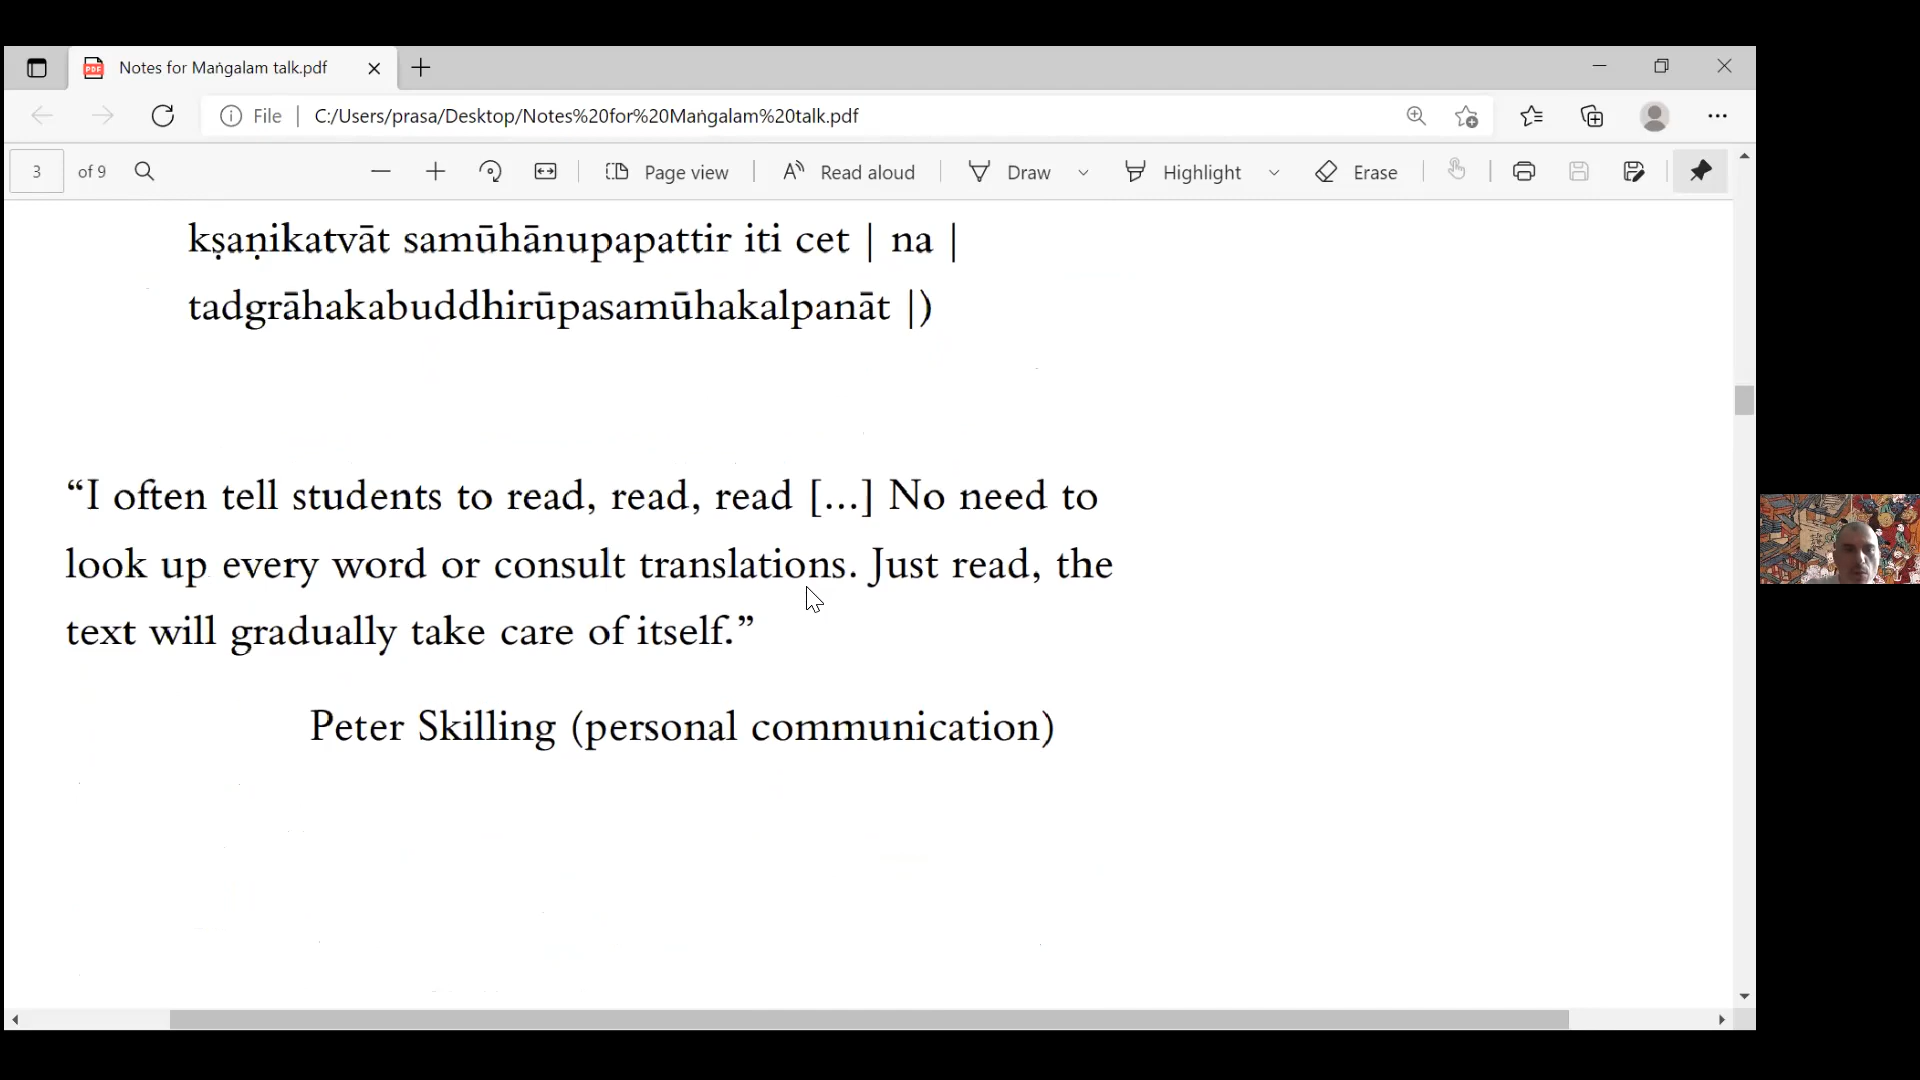 Notes for Maṅgalam talk.pdf
File
C:/Users/prasa/Desktop/Notes%20for%20Maṅgalam%20talk.pdf
3 of 9
Page view
Read aloud
Draw
Highlight
Erase
kṣaṇikatvāt samūhānupapattir iti cet | na |
tadgrāhakabuddhirūpasamūhakalpanāt |)
“I often tell students to read, read, read [...] No need to
look up every word or consult translations. Just read, the
text will gradually take care of itself.”
Peter Skilling (personal communication)